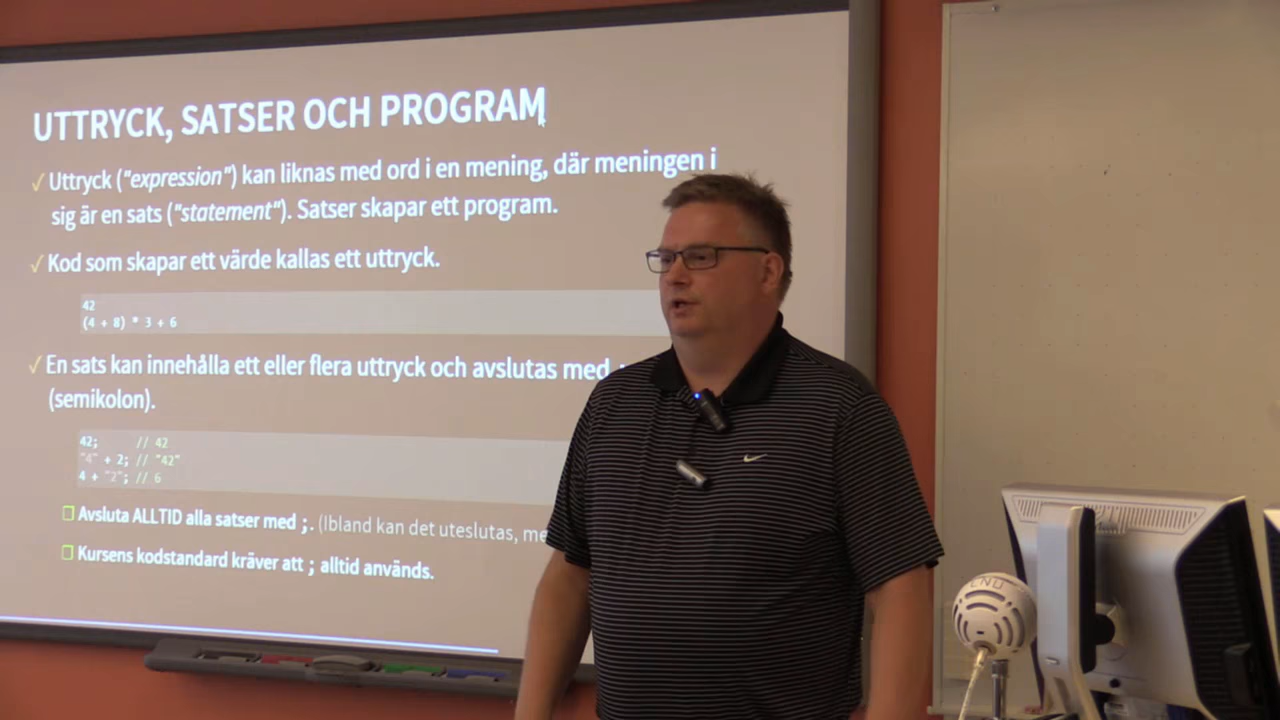 UTTRYCK, SATSER OCH PROGRAM
✓ Uttryck ("expression") kan liknas med ord i en mening, där meningen i
sig är en sats ("statement"). Satser skapar ett program.
✓ Kod som skapar ett värde kallas ett uttryck.
42
(4 + 8) * 3 + 6
✓ En sats kan innehålla ett eller flera uttryck och avslutas med ;
(semikolon).
42; // 42
"4" + 2; // "42"
4 + "2"; // 6
Avsluta ALLTID alla satser med ;. (Ibland kan det uteslutas, me
Kursens kodstandard kräver att ; alltid används.
LNU